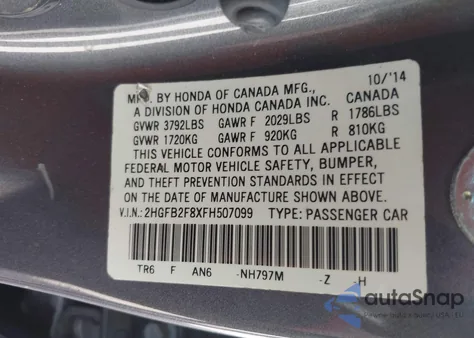 10/'14
MFD. BY HONDA OF CANADA MFG., CANADA
A DIVISION OF HONDA CANADA INC.
GVWR 3792LBS GAWR F 2029LBS R 1786LBS
GVWR 1720KG GAWR F 920KG R 810KG
THIS VEHICLE CONFORMS TO ALL APPLICABLE
FEDERAL MOTOR VEHICLE SAFETY, BUMPER,
AND THEFT PREVENTION STANDARDS IN EFFECT
ON THE DATE OF MANUFACTURE SHOWN ABOVE.
V.I.N.: 2HGFB2F8XFH507099 TYPE: PASSENGER CAR
TR6 F AN6 -NH797M -Z -H
autoSnap